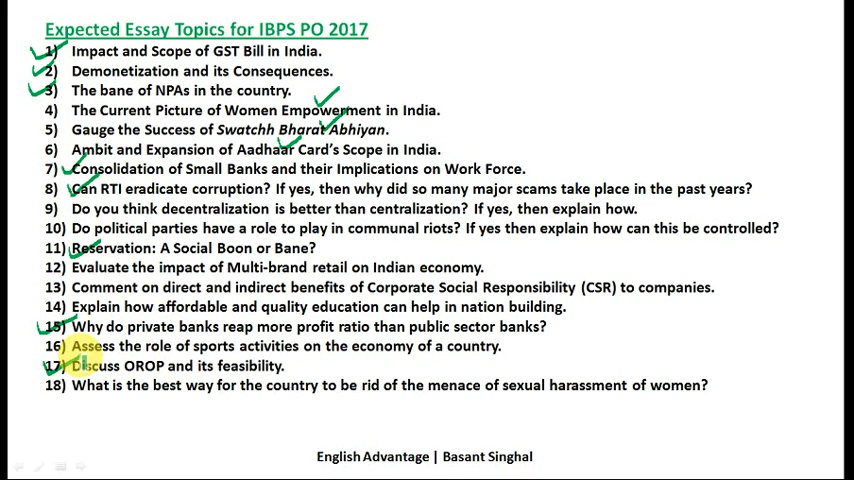 Expected Essay Topics for IBPS PO 2017
1) Impact and Scope of GST Bill in India.
2) Demonetization and its Consequences.
3) The bane of NPAs in the country.
4) The Current Picture of Women Empowerment in India.
5) Gauge the Success of Swatchh Bharat Abhiyan.
6) Ambit and Expansion of Aadhaar Card's Scope in India.
7) Consolidation of Small Banks and their Implications on Work Force.
8) Can RTI eradicate corruption? If yes, then why did so many major scams take place in the past years?
9) Do you think decentralization is better than centralization? If yes, then explain how.
10) Do political parties have a role to play in communal riots? If yes then explain how can this be controlled?
11) Reservation: A Social Boon or Bane?
12) Evaluate the impact of Multi-brand retail on Indian economy.
13) Comment on direct and indirect benefits of Corporate Social Responsibility (CSR) to companies.
14) Explain how affordable and quality education can help in nation building.
15) Why do private banks reap more profit ratio than public sector banks?
16) Assess the role of sports activities on the economy of a country.
17) Discuss OROP and its feasibility.
18) What is the best way for the country to be rid of the menace of sexual harassment of women?
English Advantage | Basant Singhal